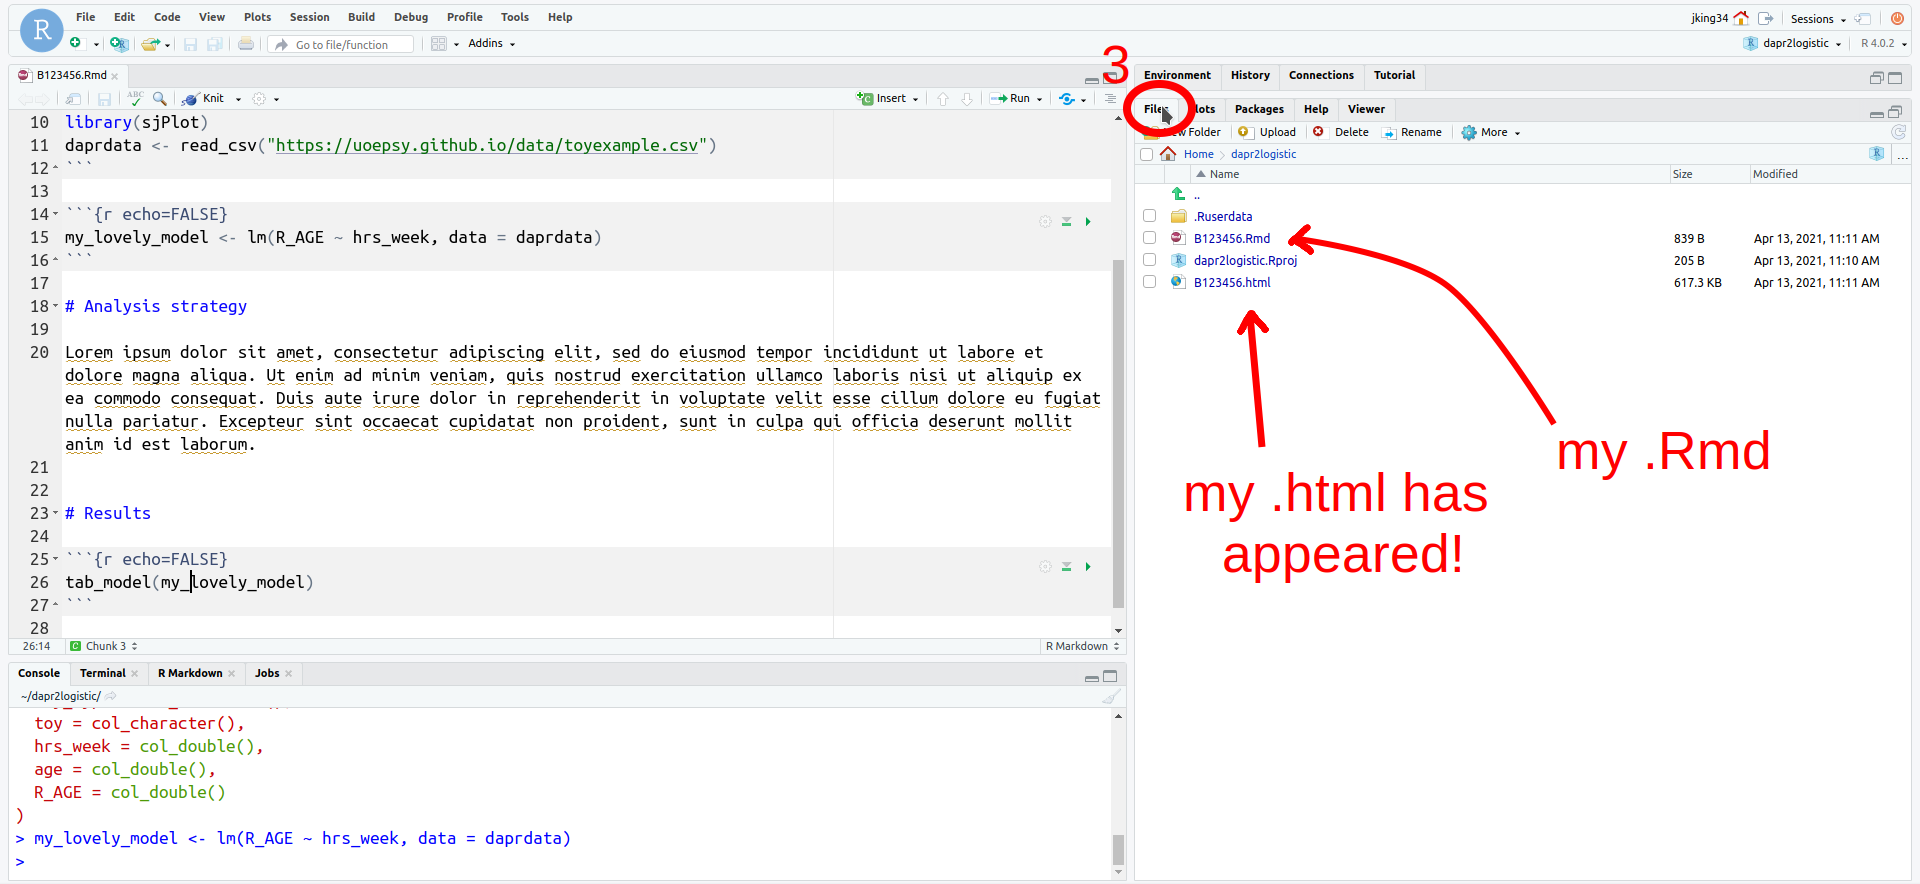 File Edit Code View Plots Session Build Debug Profile Tools Help
jking34 Sessions
R
Go to file/function Addins
dapr2logistic R 4.0.2
B123456.Rmd
ABC Knit Insert Run
10 library(sjPlot)
11 daprdata <- read_csv("https://uoepsy.github.io/data/toyexample.csv")
12 ```
13
14 ```{r echo=FALSE}
15 my_lovely_model <- lm(R_AGE ~ hrs_week, data = daprdata)
16 ```
17
18 # Analysis strategy
19
20 Lorem ipsum dolor sit amet, consectetur adipiscing elit, sed do eiusmod tempor incididunt ut labore et
dolore magna aliqua. Ut enim ad minim veniam, quis nostrud exercitation ullamco laboris nisi ut aliquip ex
ea commodo consequat. Duis aute irure dolor in reprehenderit in voluptate velit esse cillum dolore eu fugiat
nulla pariatur. Excepteur sint occaecat cupidatat non proident, sunt in culpa qui officia deserunt mollit
anim id est laborum.
21
22
23 # Results
24
25 ```{r echo=FALSE}
26 tab_model(my_lovely_model)
27 ```
28
26:14 Chunk 3 R Markdown
Console Terminal R Markdown Jobs
~/dapr2logistic/
toy = col_character(),
hrs_week = col_double(),
age = col_double(),
R_AGE = col_double()
)
> my_lovely_model <- lm(R_AGE ~ hrs_week, data = daprdata)
>
3
Environment History Connections Tutorial
Files Plots Packages Help Viewer
Folder Upload Delete Rename More
Home dapr2logistic ...
Name Size Modified
..
.Ruserdata
B123456.Rmd 839 B Apr 13, 2021, 11:11 AM
dapr2logistic.Rproj 205 B Apr 13, 2021, 11:10 AM
B123456.html 617.3 KB Apr 13, 2021, 11:11 AM
my .Rmd
my .html has
appeared!